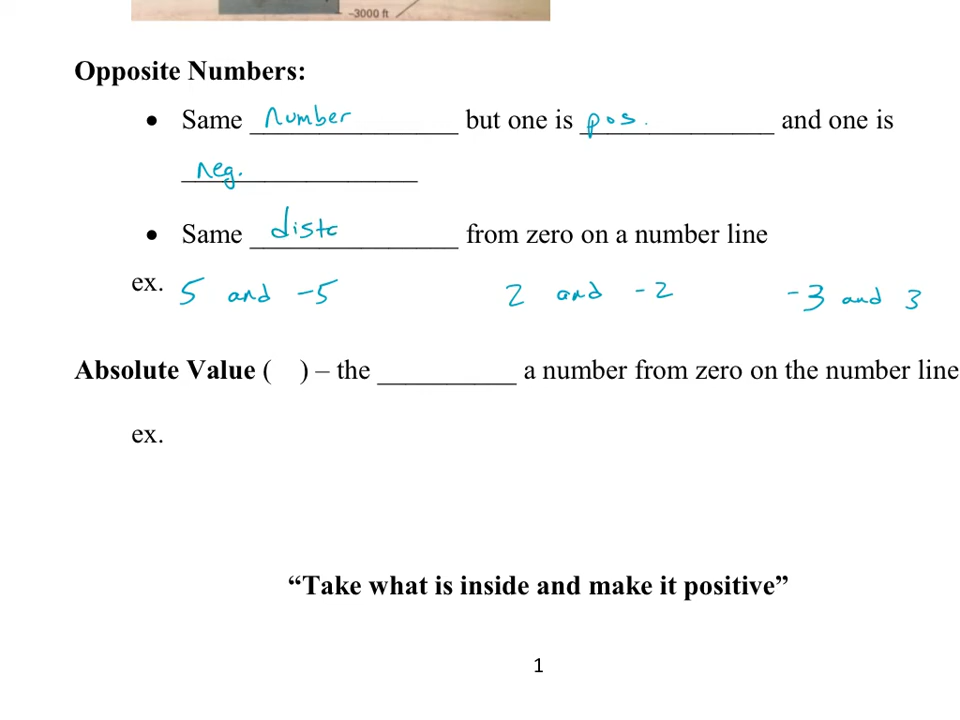 -3000 ft
Opposite Numbers:
• Same number but one is pos. and one is
neg.
• Same distc from zero on a number line
ex. 5 and -5 2 and -2 -3 and 3
Absolute Value ( ) – the __________ a number from zero on the number line
ex.
“Take what is inside and make it positive”
1